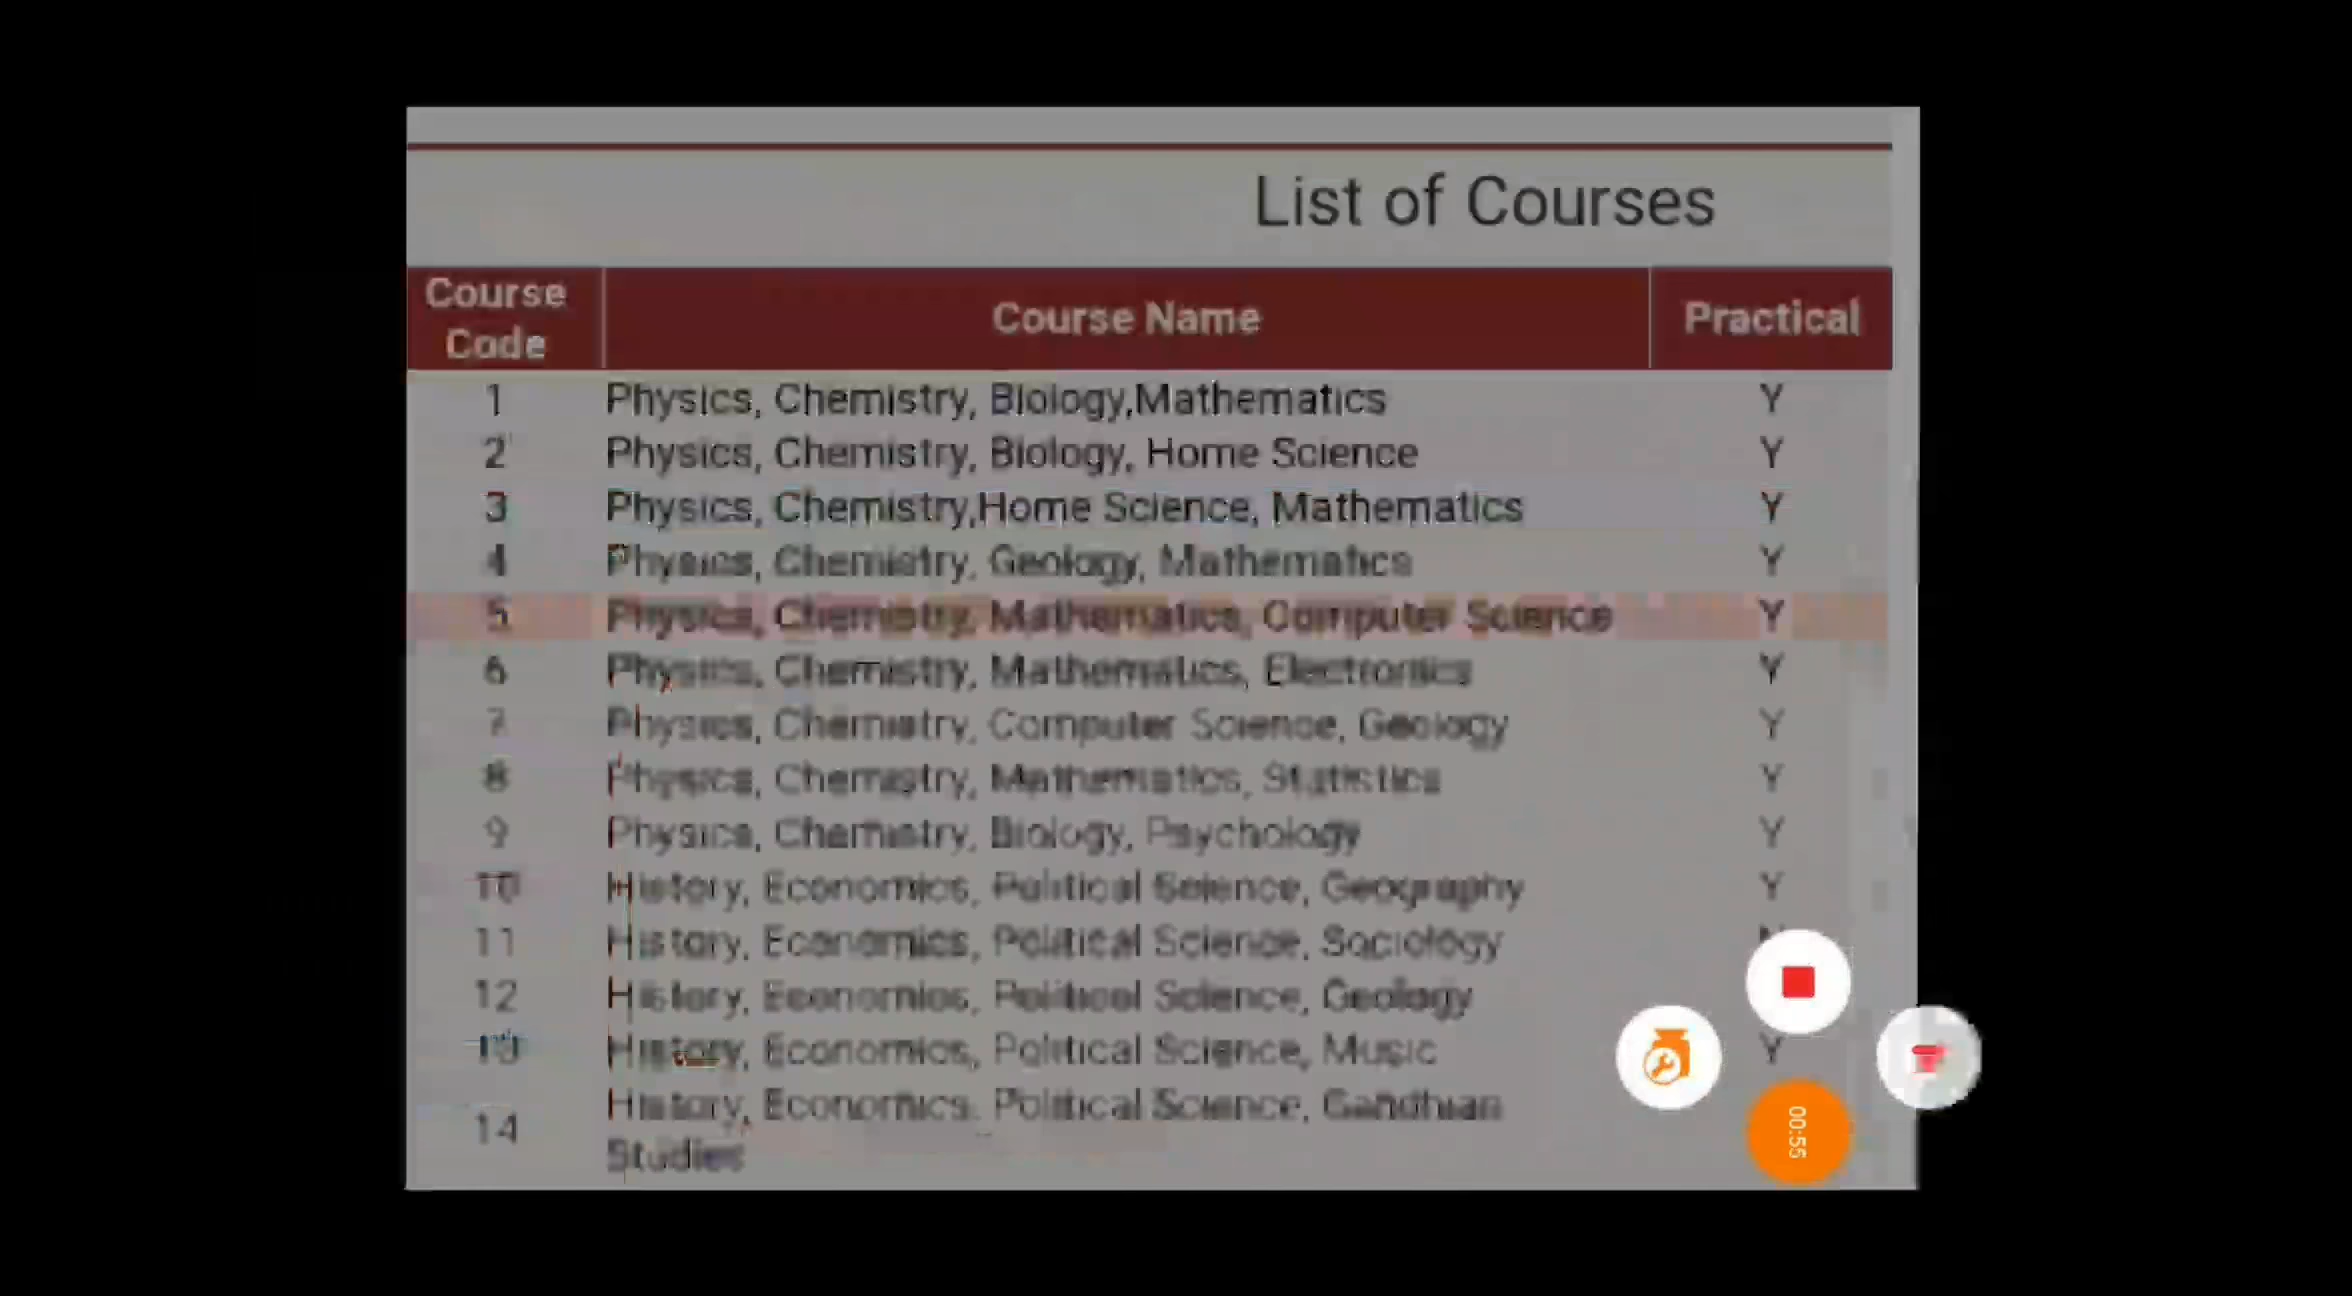 List of Courses
Course Code Course Name Practical
1 Physics, Chemistry, Biology,Mathematics Y
2 Physics, Chemistry, Biology, Home Science Y
3 Physics, Chemistry,Home Science, Mathematics Y
4 Physics, Chemistry, Geology, Mathematics Y
5 Physics, Chemistry, Mathematics, Computer Science Y
6 Physics, Chemistry, Mathematics, Electronics Y
7 Physics, Chemistry, Computer Science, Geology Y
8 Physics, Chemistry, Mathematics, Statistics Y
9 Physics, Chemistry, Biology, Psychology Y
10 History, Economics, Political Science, Geography Y
11 History, Economics, Political Science, Sociology
12 History, Economics, Political Science, Geology
13 History, Economics, Political Science, Music Y
14 History, Economics, Political Science, Gandhian
Studies
00:55